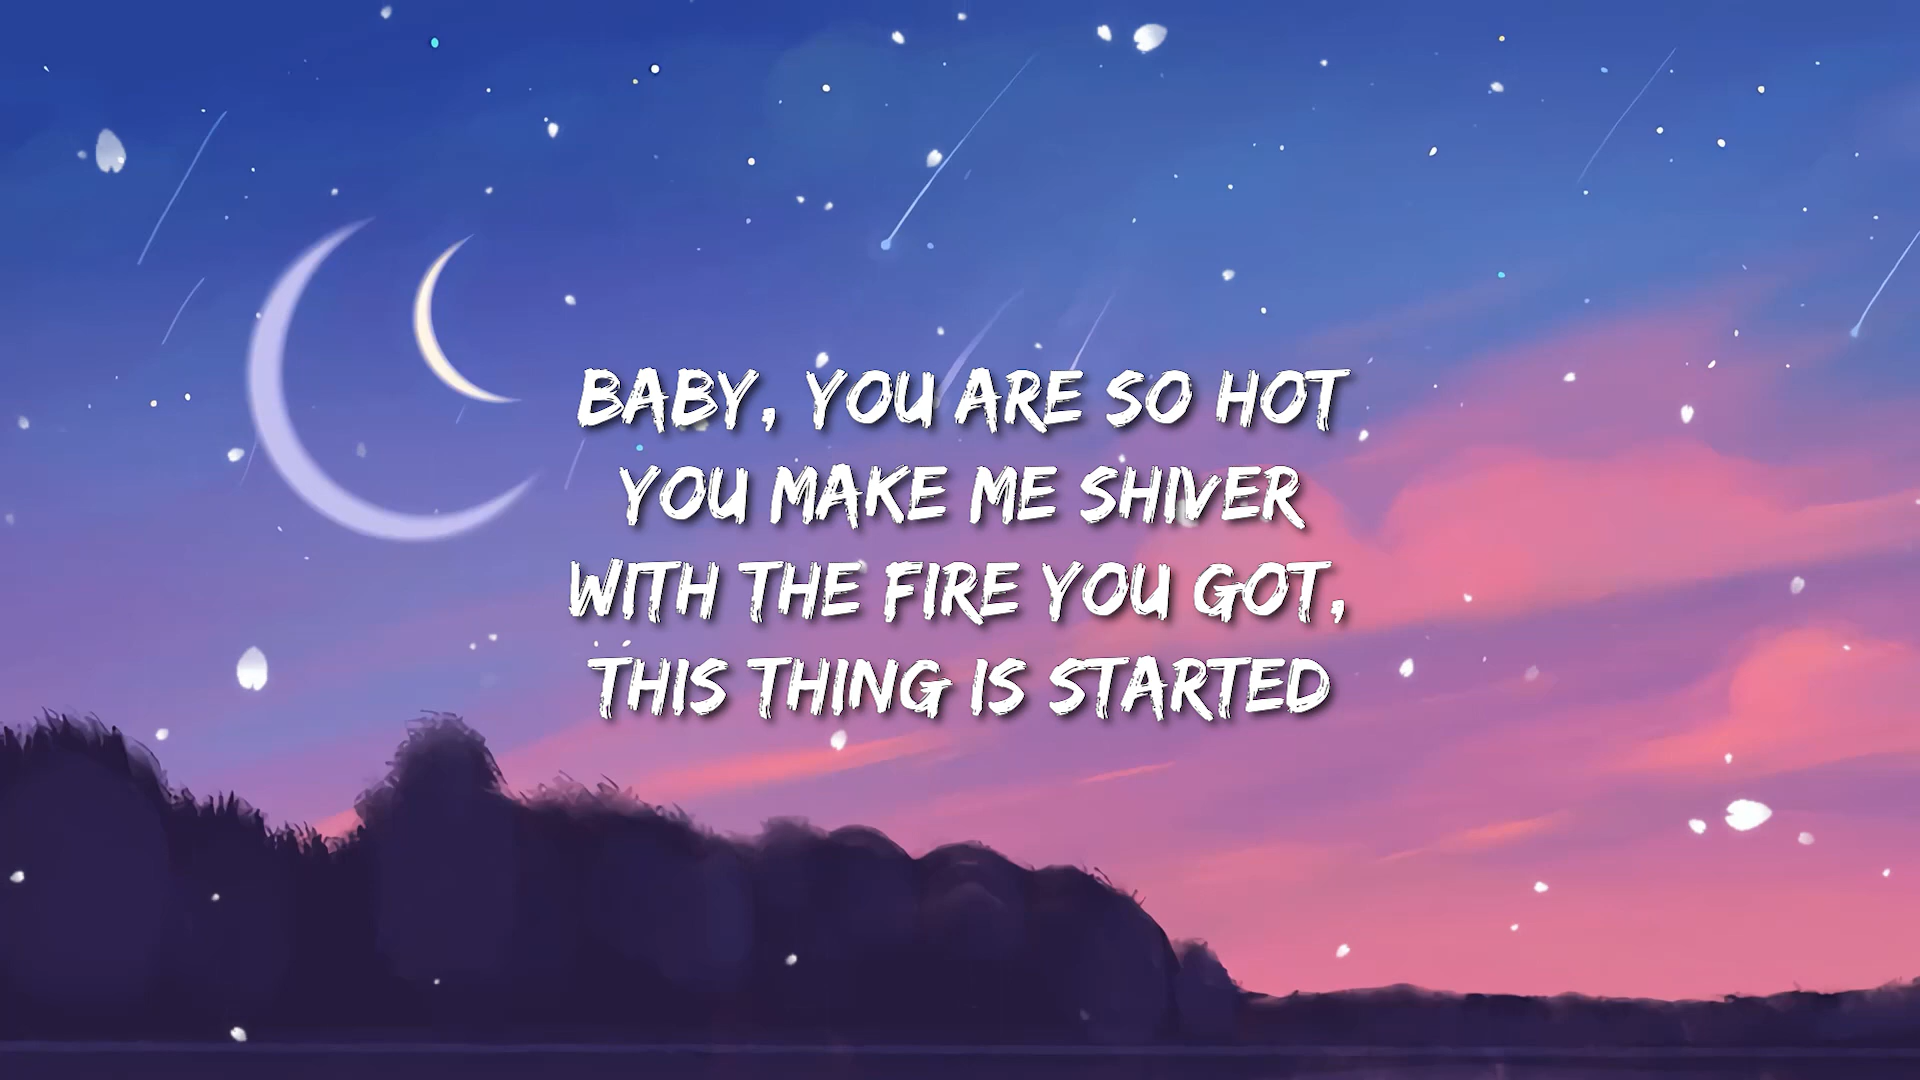 BABY, YOU ARE SO HOT
YOU MAKE ME SHIVER
WITH THE FIRE YOU GOT,
THIS THING IS STARTED